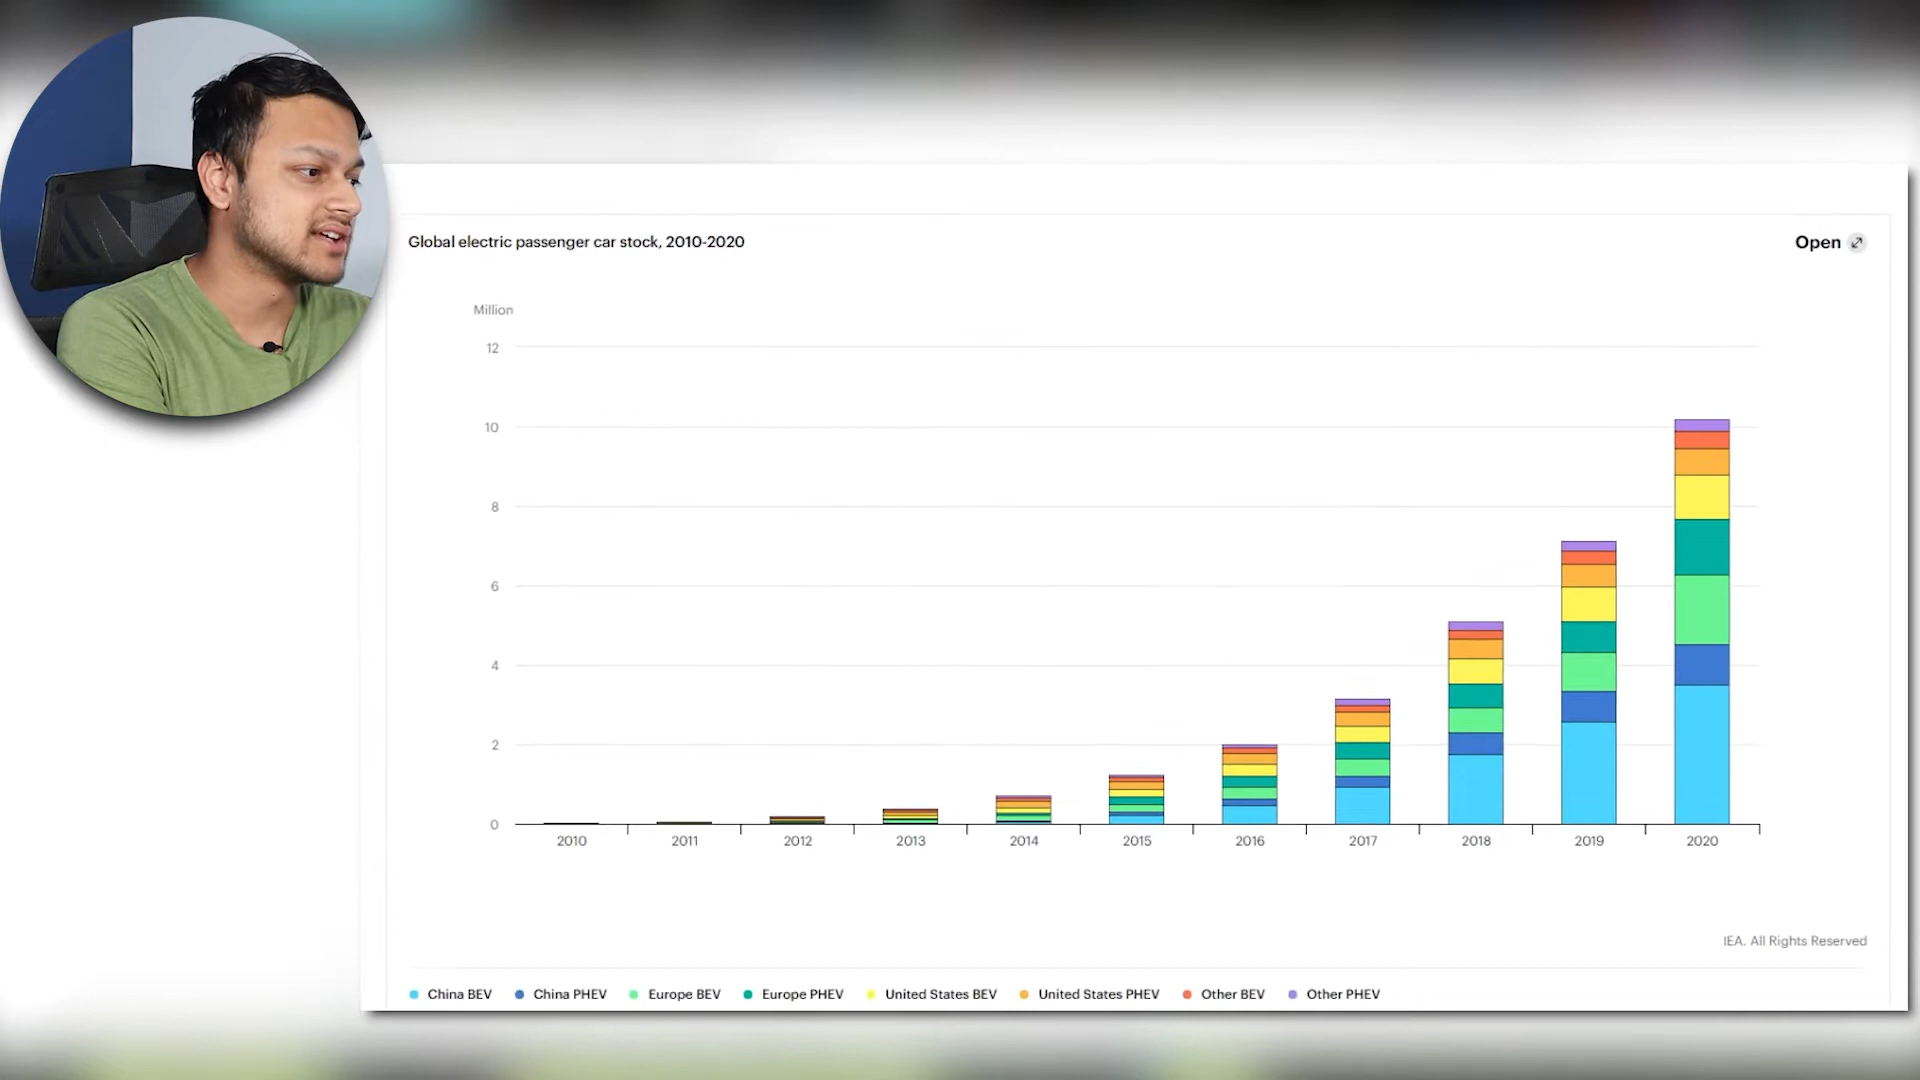 Global electric passenger car stock, 2010-2020
Open
Million
12
10
8
6
4
2
0
2010 2011 2012 2013 2014 2015 2016 2017 2018 2019 2020
IEA. All Rights Reserved
China BEV China PHEV Europe BEV Europe PHEV United States BEV United States PHEV Other BEV Other PHEV